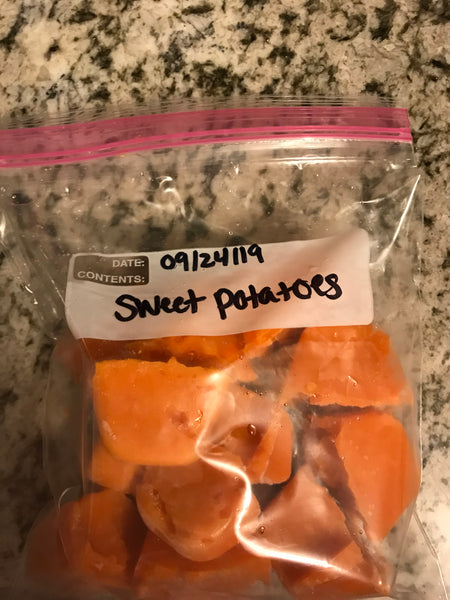 DATE: 09/24/19
CONTENTS:
Sweet potatoes